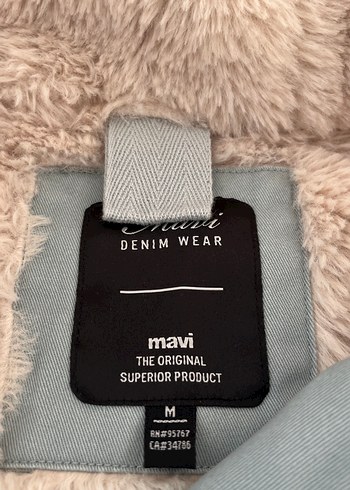 Mavi
DENIM WEAR
mavi
THE ORIGINAL
SUPERIOR PRODUCT
M
RN#95767
CA#34786